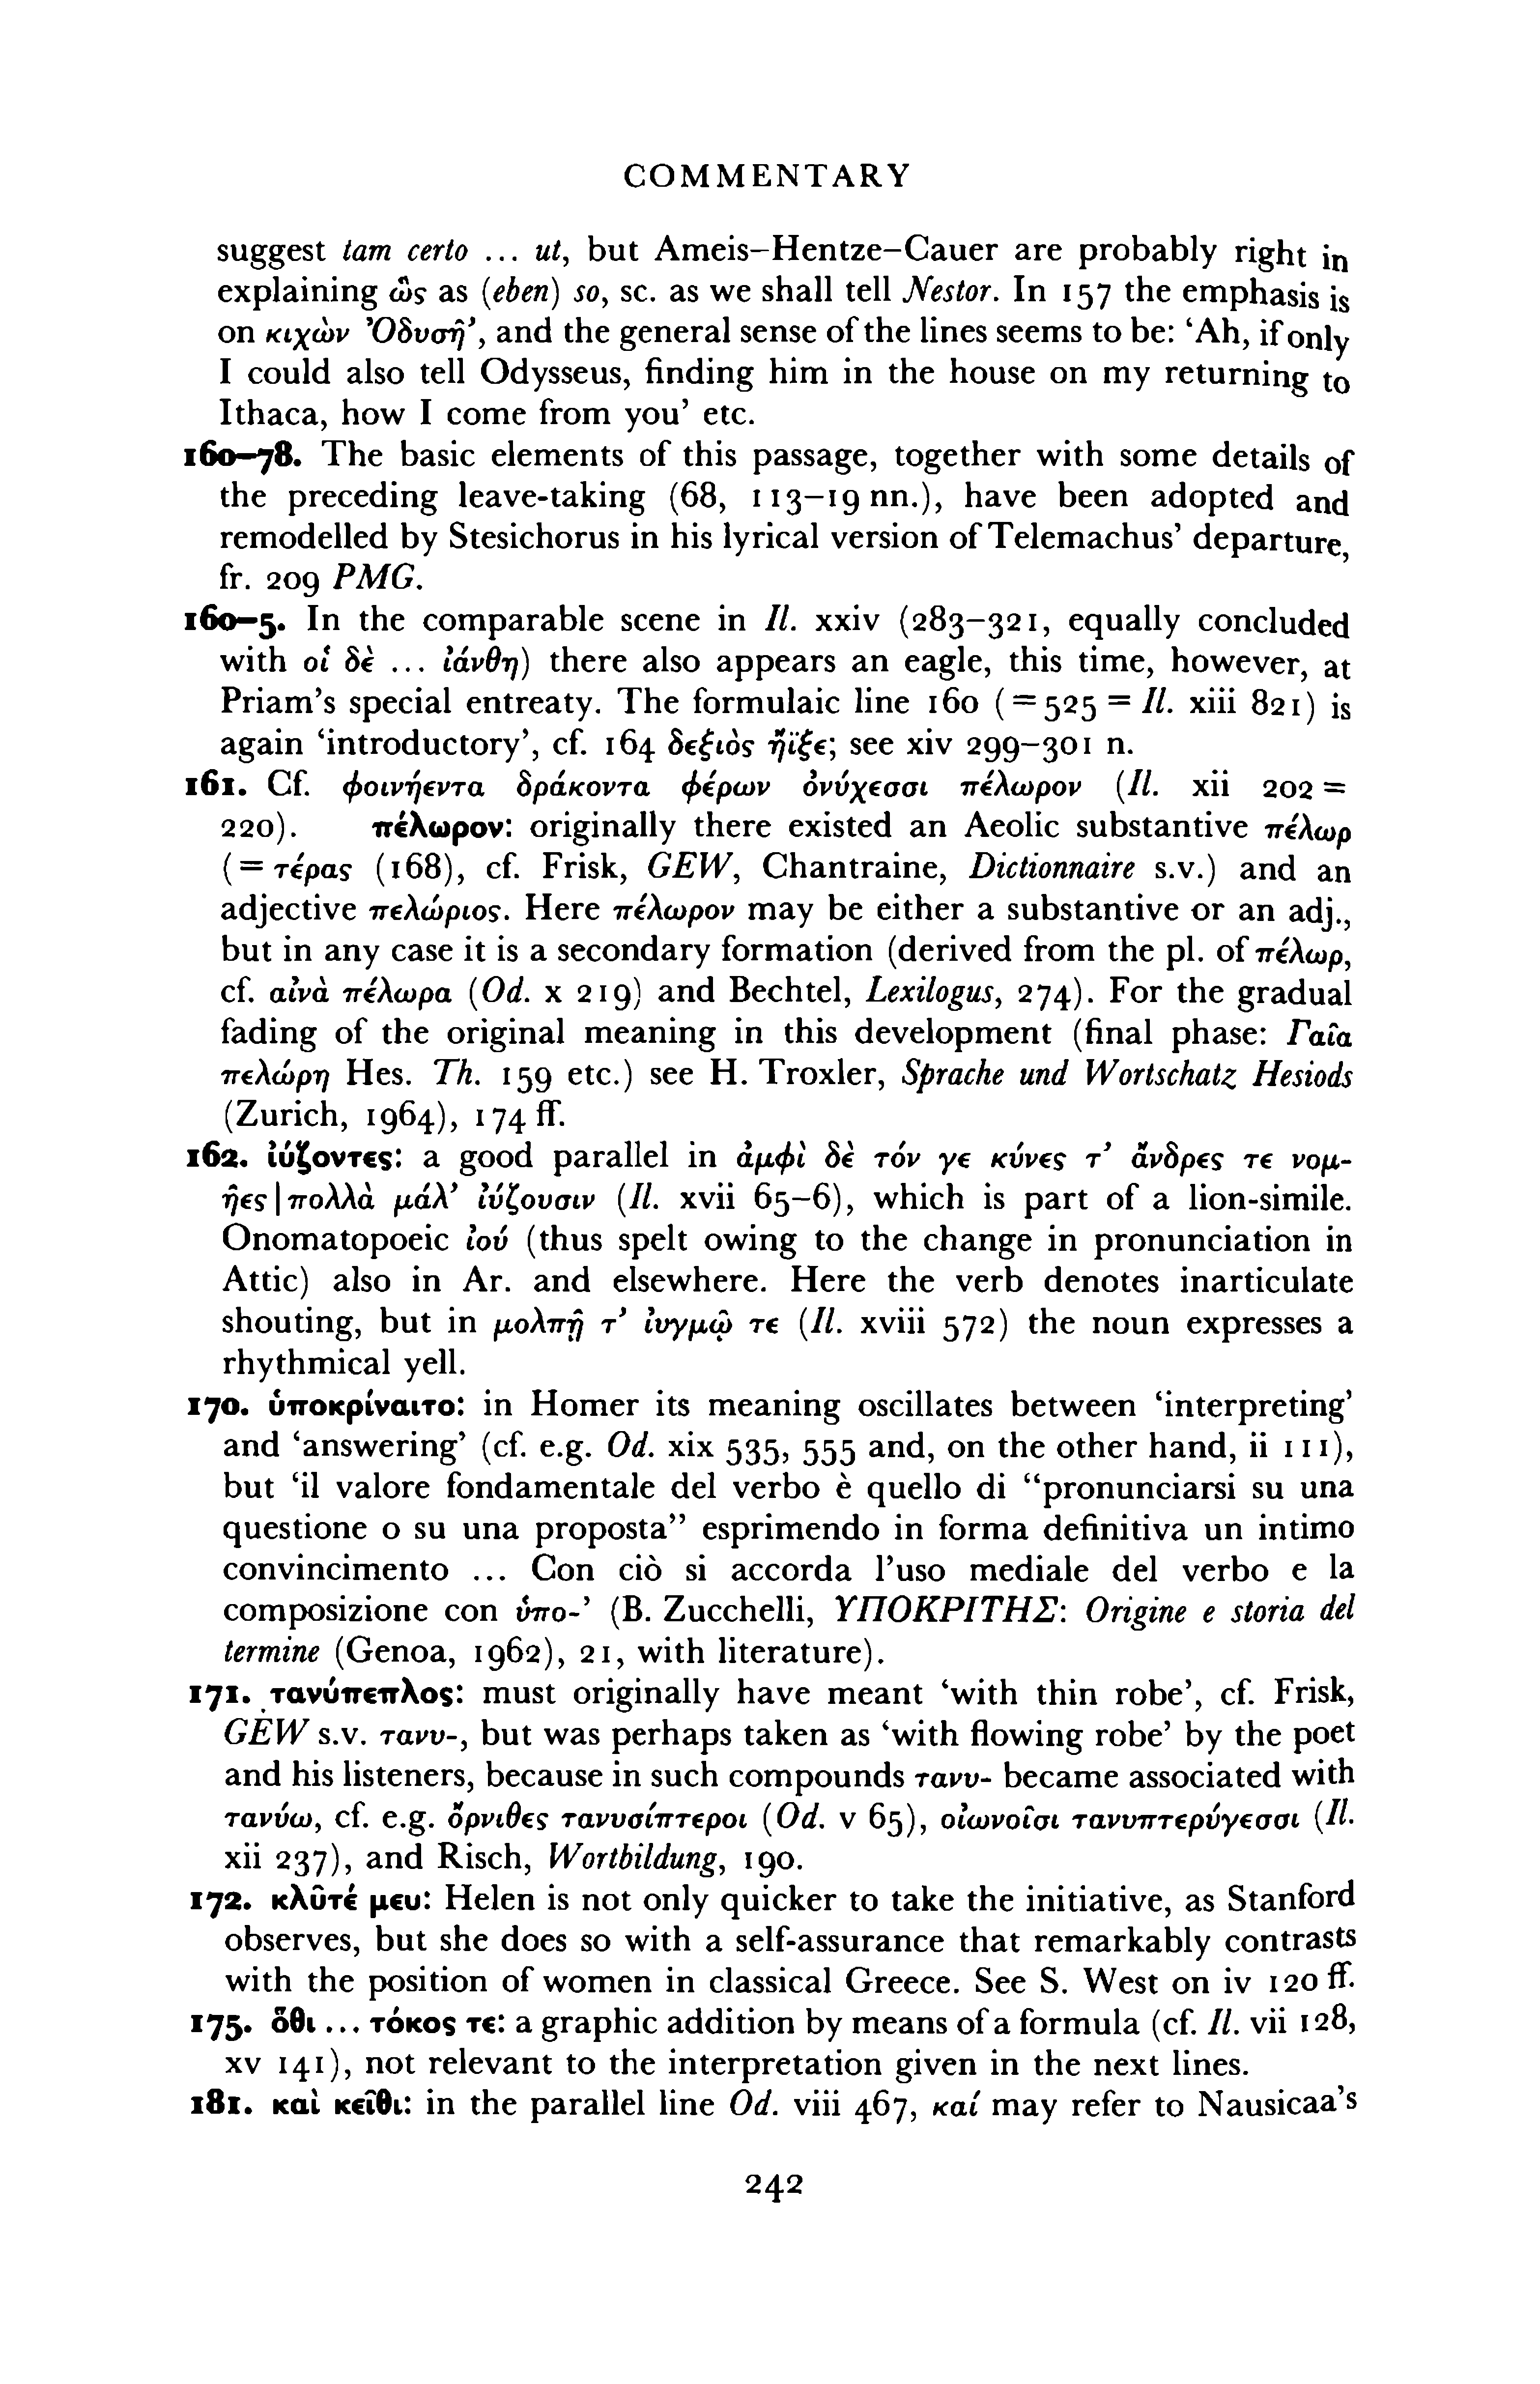 COMMENTARY
suggest tam certo ... ut, but Ameis–Hentze–Cauer are probably right in
explaining ὣς as (eben) so, sc. as we shall tell Nestor. In 157 the emphasis is
on κιχὼν Ὀδυσῆ’, and the general sense of the lines seems to be: ‘Ah, if only
I could also tell Odysseus, finding him in the house on my returning to
Ithaca, how I come from you’ etc.
160–78. The basic elements of this passage, together with some details of
the preceding leave-taking (68, 113–19 nn.), have been adopted and
remodelled by Stesichorus in his lyrical version of Telemachus’ departure,
fr. 209 PMG.
160–5. In the comparable scene in Il. xxiv (283–321, equally concluded
with οἱ δὲ ... ἰάνθη) there also appears an eagle, this time, however, at
Priam’s special entreaty. The formulaic line 160 (= 525 = Il. xiii 821) is
again ‘introductory’, cf. 164 δεξιὸς ἤϊξε; see xiv 299–301 n.
161. Cf. φοινήεντα δράκοντα φέρων ὀνύχεσσι πέλωρον (Il. xii 202 =
220). πέλωρον: originally there existed an Aeolic substantive πέλωρ
(= τέρας (168), cf. Frisk, GEW, Chantraine, Dictionnaire s.v.) and an
adjective πελώριος. Here πέλωρον may be either a substantive or an adj.,
but in any case it is a secondary formation (derived from the pl. of πέλωρ,
cf. αἰνὰ πέλωρα (Od. x 219) and Bechtel, Lexilogus, 274). For the gradual
fading of the original meaning in this development (final phase: Γαῖα
πελώρη Hes. Th. 159 etc.) see H. Troxler, Sprache und Wortschatz Hesiods
(Zurich, 1964), 174 ff.
162. ἰύζοντες: a good parallel in ἀμφὶ δὲ τόν γε κύνες τ’ ἄνδρες τε νομ-
ῆες | πολλὰ μάλ’ ἰύζουσιν (Il. xvii 65–6), which is part of a lion-simile.
Onomatopoeic ἰού (thus spelt owing to the change in pronunciation in
Attic) also in Ar. and elsewhere. Here the verb denotes inarticulate
shouting, but in μολπῇ τ’ ἰυγμῷ τε (Il. xviii 572) the noun expresses a
rhythmical yell.
170. ὑποκρίναιτο: in Homer its meaning oscillates between ‘interpreting’
and ‘answering’ (cf. e.g. Od. xix 535, 555 and, on the other hand, ii 111),
but ‘il valore fondamentale del verbo è quello di “pronunciarsi su una
questione o su una proposta” esprimendo in forma definitiva un intimo
convincimento ... Con ciò si accorda l’uso mediale del verbo e la
composizione con ὑπο-’ (B. Zucchelli, ΥΠΟΚΡΙΤΗΣ: Origine e storia del
termine (Genoa, 1962), 21, with literature).
171. τανύπεπλος: must originally have meant ‘with thin robe’, cf. Frisk,
GEW s.v. τανυ-, but was perhaps taken as ‘with flowing robe’ by the poet
and his listeners, because in such compounds τανυ- became associated with
τανύω, cf. e.g. ὄρνιθες τανυσίπτεροι (Od. v 65), οἰωνοῖσι τανυπτερύγεσσι (Il.
xii 237), and Risch, Wortbildung, 190.
172. κλῦτέ μευ: Helen is not only quicker to take the initiative, as Stanford
observes, but she does so with a self-assurance that remarkably contrasts
with the position of women in classical Greece. See S. West on iv 120 ff.
175. ὅθι ... τόκος τε: a graphic addition by means of a formula (cf. Il. vii 128,
xv 141), not relevant to the interpretation given in the next lines.
181. καὶ κεῖθι: in the parallel line Od. viii 467, καί may refer to Nausicaa’s
242